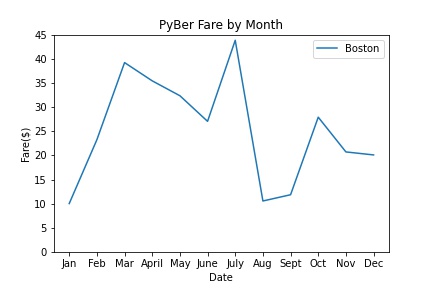 PyBer Fare by Month
Boston
45
40
35
30
25
20
15
10
5
0
Fare($)
Jan Feb Mar April May June July Aug Sept Oct Nov Dec
Date